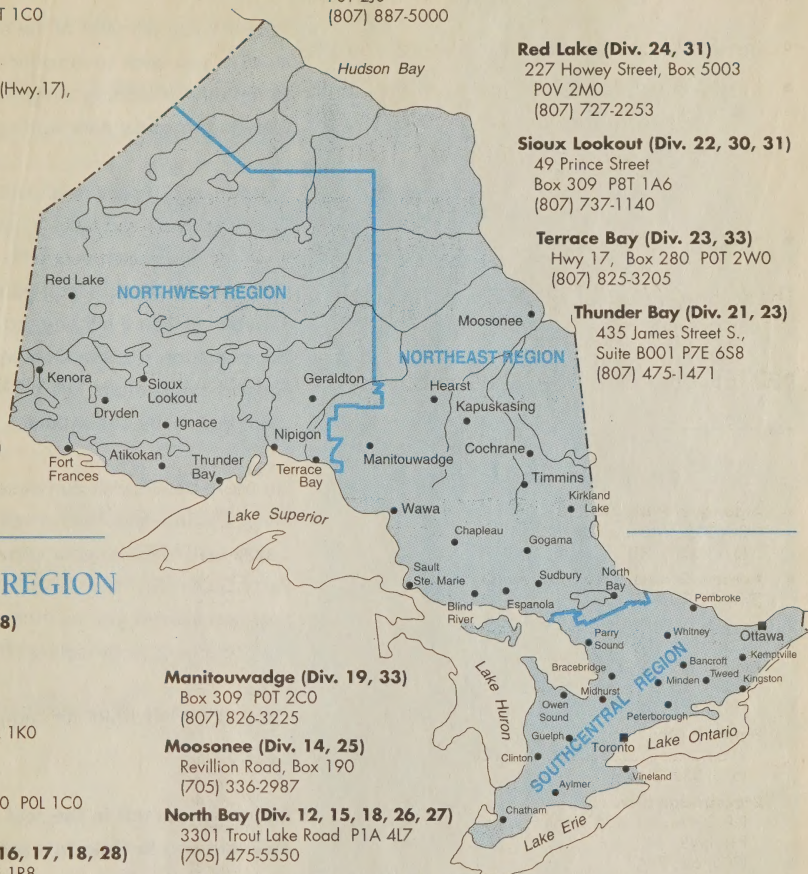 T 1C0
(807) 887-5000
(Hwy.17),
Red Lake (Div. 24, 31)
227 Howey Street, Box 5003
P0V 2M0
(807) 727-2253
Sioux Lookout (Div. 22, 30, 31)
49 Prince Street
Box 309 P8T 1A6
(807) 737-1140
Terrace Bay (Div. 23, 33)
Hwy 17, Box 280 P0T 2W0
(807) 825-3205
Thunder Bay (Div. 21, 23)
435 James Street S.,
Suite B001 P7E 6S8
(807) 475-1471
Hudson Bay
Red Lake
NORTHWEST REGION
Moosonee
NORTHEAST REGION
Kenora
Sioux
Lookout
Geraldton
Hearst
Dryden
Kapuskasing
Ignace
Nipigon
Cochrane
Atikokan
Manitouwadge
Fort
Frances
Thunder
Bay
Terrace
Bay
Timmins
Kirkland
Lake
Wawa
Lake Superior
Chapleau
Gogama
Sault
Ste. Marie
Sudbury
North
Bay
Blind
River
Espanola
Pembroke
Parry
Sound
Whitney
Ottawa
Kemptville
Bancroft
Bracebridge
Minden
Tweed
Kingston
Lake Huron
Owen
Sound
Midhurst
Peterborough
SOUTHCENTRAL REGION
Guelph
Toronto
Lake Ontario
Clinton
Vineland
Aylmer
Chatham
Lake Erie
REGION
8)
1K0
0 P0L 1C0
16, 17, 18, 28)
Manitouwadge (Div. 19, 33)
Box 309 P0T 2C0
(807) 826-3225
Moosonee (Div. 14, 25)
Revillion Road, Box 190
(705) 336-2987
North Bay (Div. 12, 15, 18, 26, 27)
3301 Trout Lake Road P1A 4L7
(705) 475-5550